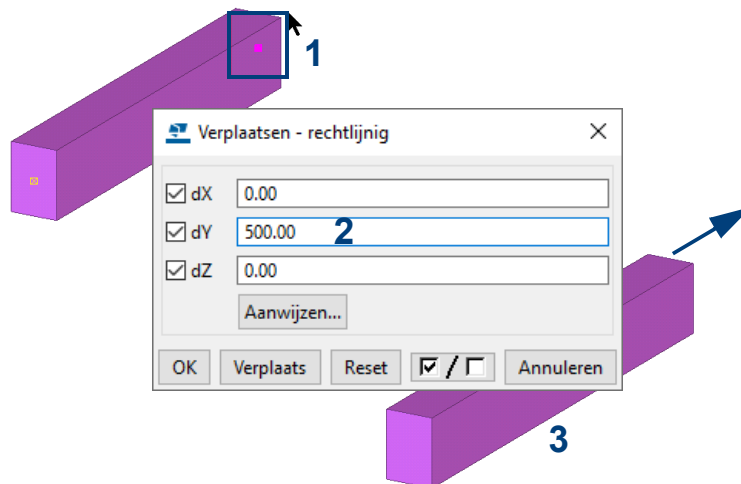 1
Verplaatsen - rechtlijnig
dX 0.00
dY 500.00 2
dZ 0.00
Aanwijzen...
OK Verplaats Reset / Annuleren
3